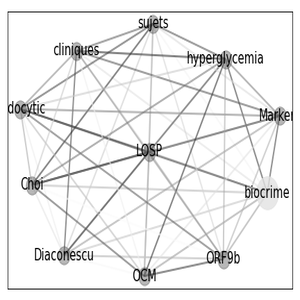 sujets
cliniques
hyperglycemia
docytic
Marker
LOSP
Choi
biocrime
Diaconescu
ORF9b
OCM